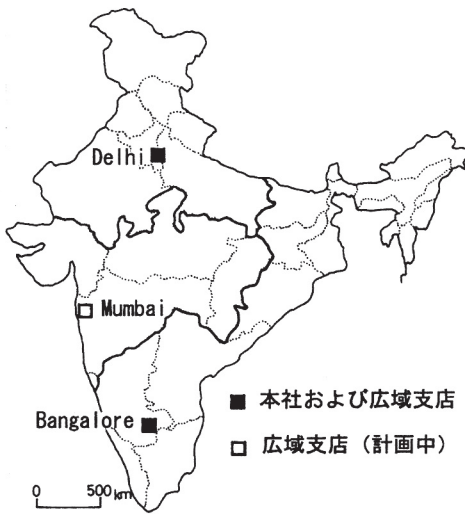 Delhi
Mumbai
Bangalore
■ 本社および広域支店
□ 広域支店（計画中）
0 500km